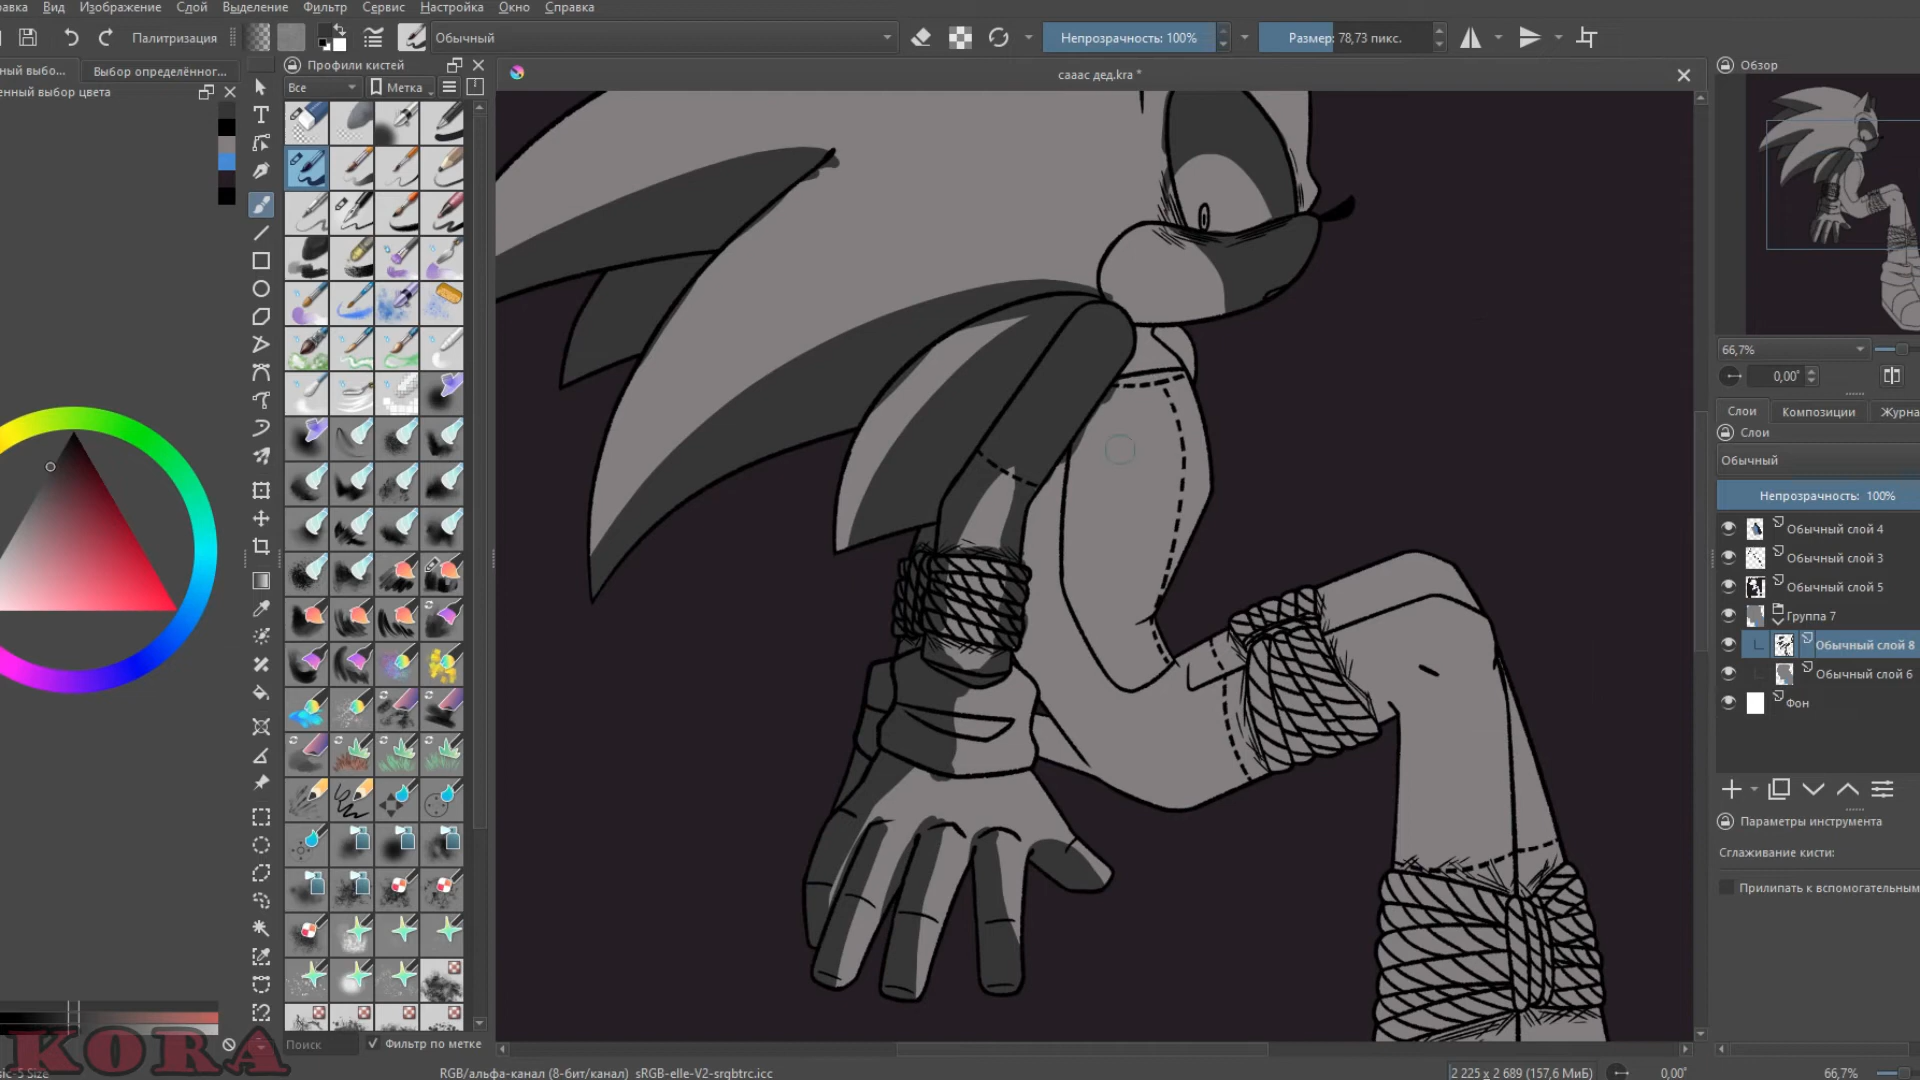 равка Вид Изображение Слой Выделение Фильтр Сервис Настройка Окно Справка
Палитризация Обычный Непрозрачность: 100% Размер: 78,73 пикс.
ный выбо... Выбор определённог... Профили кистей сааас дед.kra * Обзор
енный выбор цвета Все Метка
66,7%
0,00°
Слои Композиции Журна
Слои
Обычный
Непрозрачность: 100%
Обычный слой 4
Обычный слой 3
Обычный слой 5
Группа 7
Обычный слой 8
Обычный слой 6
Фон
Параметры инструмента
Сглаживание кисти:
Прилипать к вспомогательным
KORA
Поиск Фильтр по метке
sic-5 Size RGB/альфа-канал (8-бит/канал) sRGB-elle-V2-srgbtrc.icc 2 225 x 2 689 (157,6 МиБ) 0,00° 66,7%